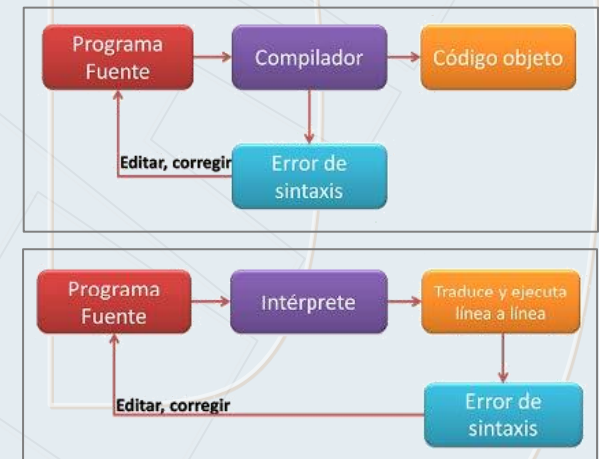 Programa
Fuente
Compilador
Código objeto
Editar, corregir
Error de
sintaxis
Programa
Fuente
Intérprete
Traduce y ejecuta
línea a línea
Editar, corregir
Error de
sintaxis